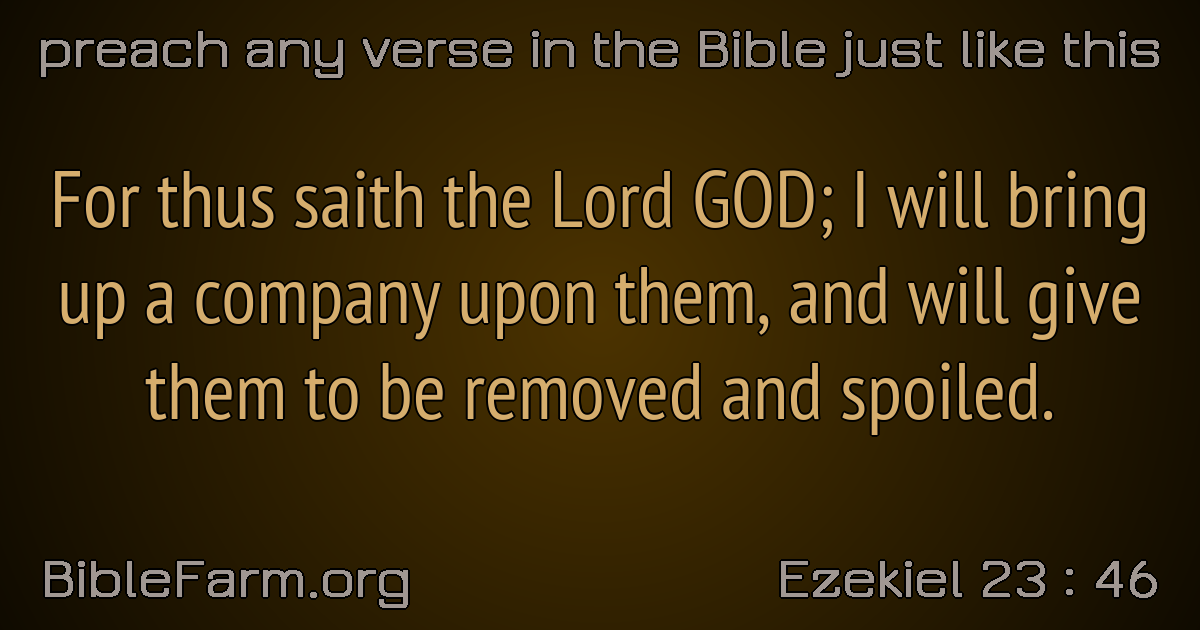 preach any verse in the Bible just like this
For thus saith the Lord GOD; I will bring
up a company upon them, and will give
them to be removed and spoiled.
BibleFarm.org
Ezekiel 23 : 46